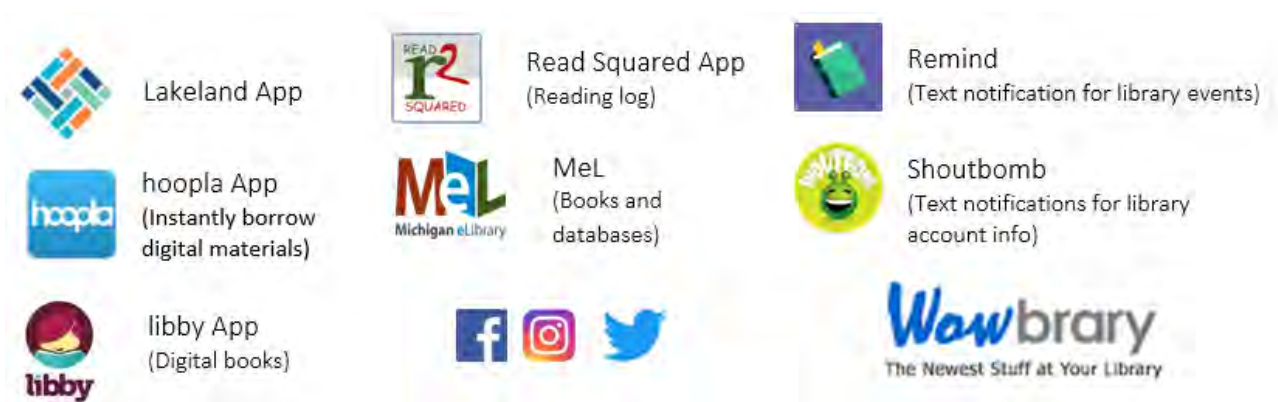 Lakeland App
hoopla
hoopla App
(Instantly borrow
digital materials)
libby
libby App
(Digital books)
READ
r2
SQUARED
Read Squared App
(Reading log)
MeL
Michigan eLibrary
MeL
(Books and
databases)
f
Remind
(Text notification for library events)
Shoutbomb
(Text notifications for library
account info)
Wowbrary
The Newest Stuff at Your Library